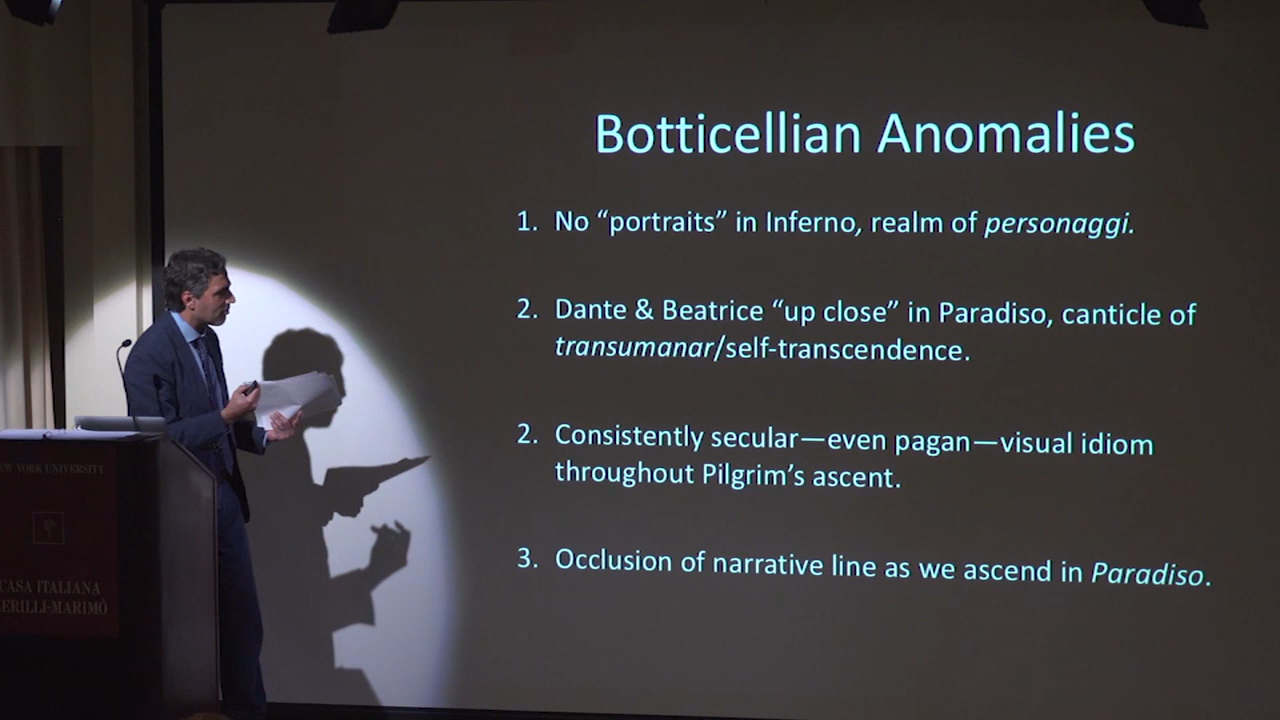 Botticellian Anomalies
1. No “portraits” in Inferno, realm of personaggi.
2. Dante & Beatrice “up close” in Paradiso, canticle of
transumanar/self-transcendence.
2. Consistently secular—even pagan—visual idiom
throughout Pilgrim’s ascent.
3. Occlusion of narrative line as we ascend in Paradiso.
YORK UNIVERSITY
CASA ITALIANA
ERILLI-MARIMÒ